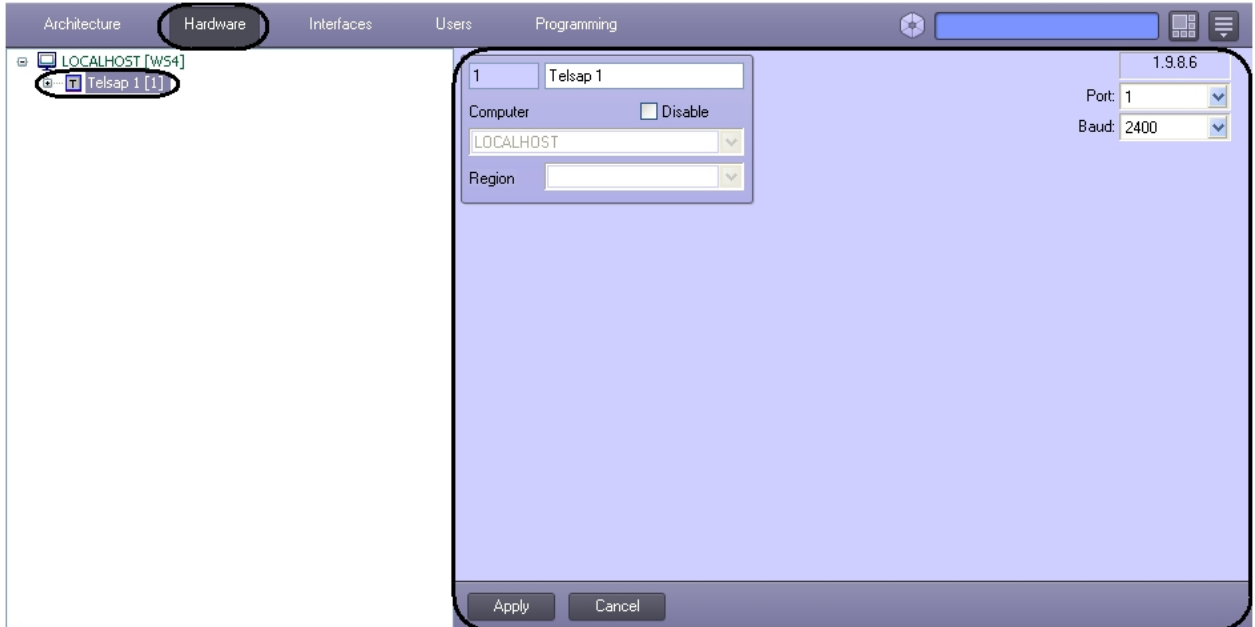 Architecture Hardware Interfaces Users Programming
LOCALHOST [WS4]
T Telsap 1 [1]
1 Telsap 1
Computer Disable
LOCALHOST
Region
1.9.8.6
Port: 1
Baud: 2400
Apply Cancel